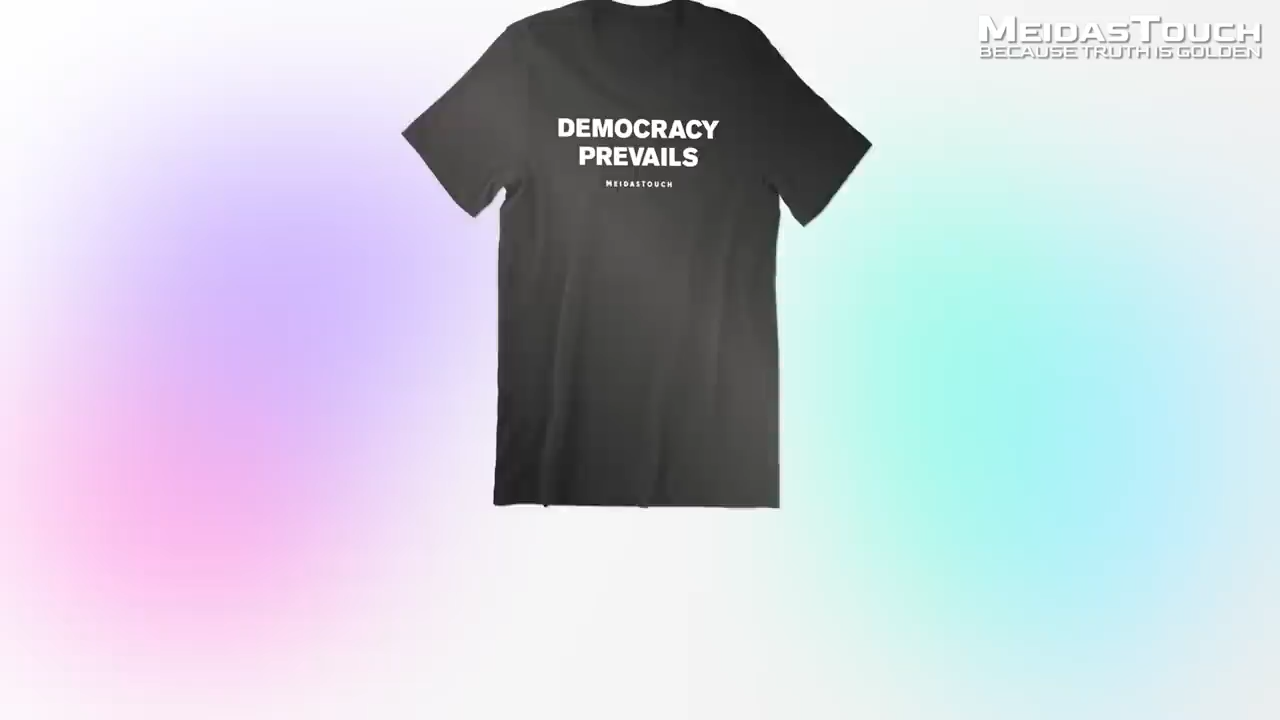 MEIDASTOUCH
BECAUSE TRUTH IS GOLDEN
DEMOCRACY
PREVAILS
MEIDASTOUCH